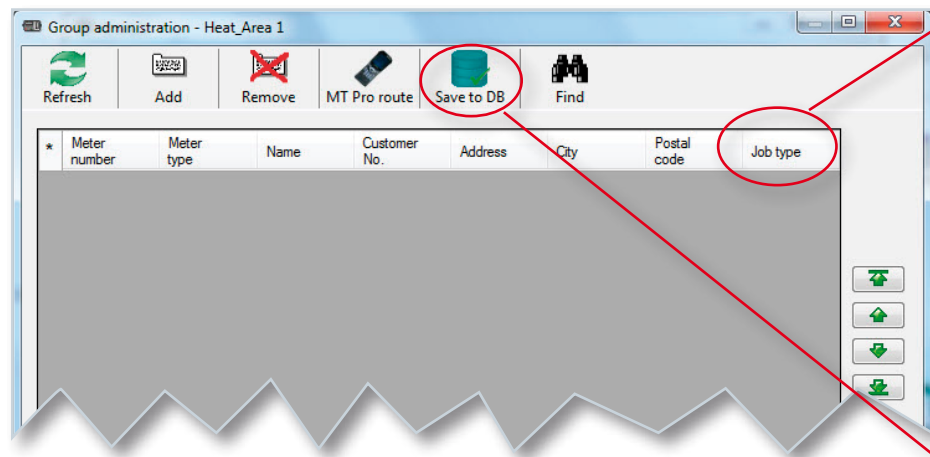 Group administration - Heat_Area 1
Refresh Add Remove MT Pro route Save to DB Find
* Meter number Meter type Name Customer No. Address City Postal code Job type